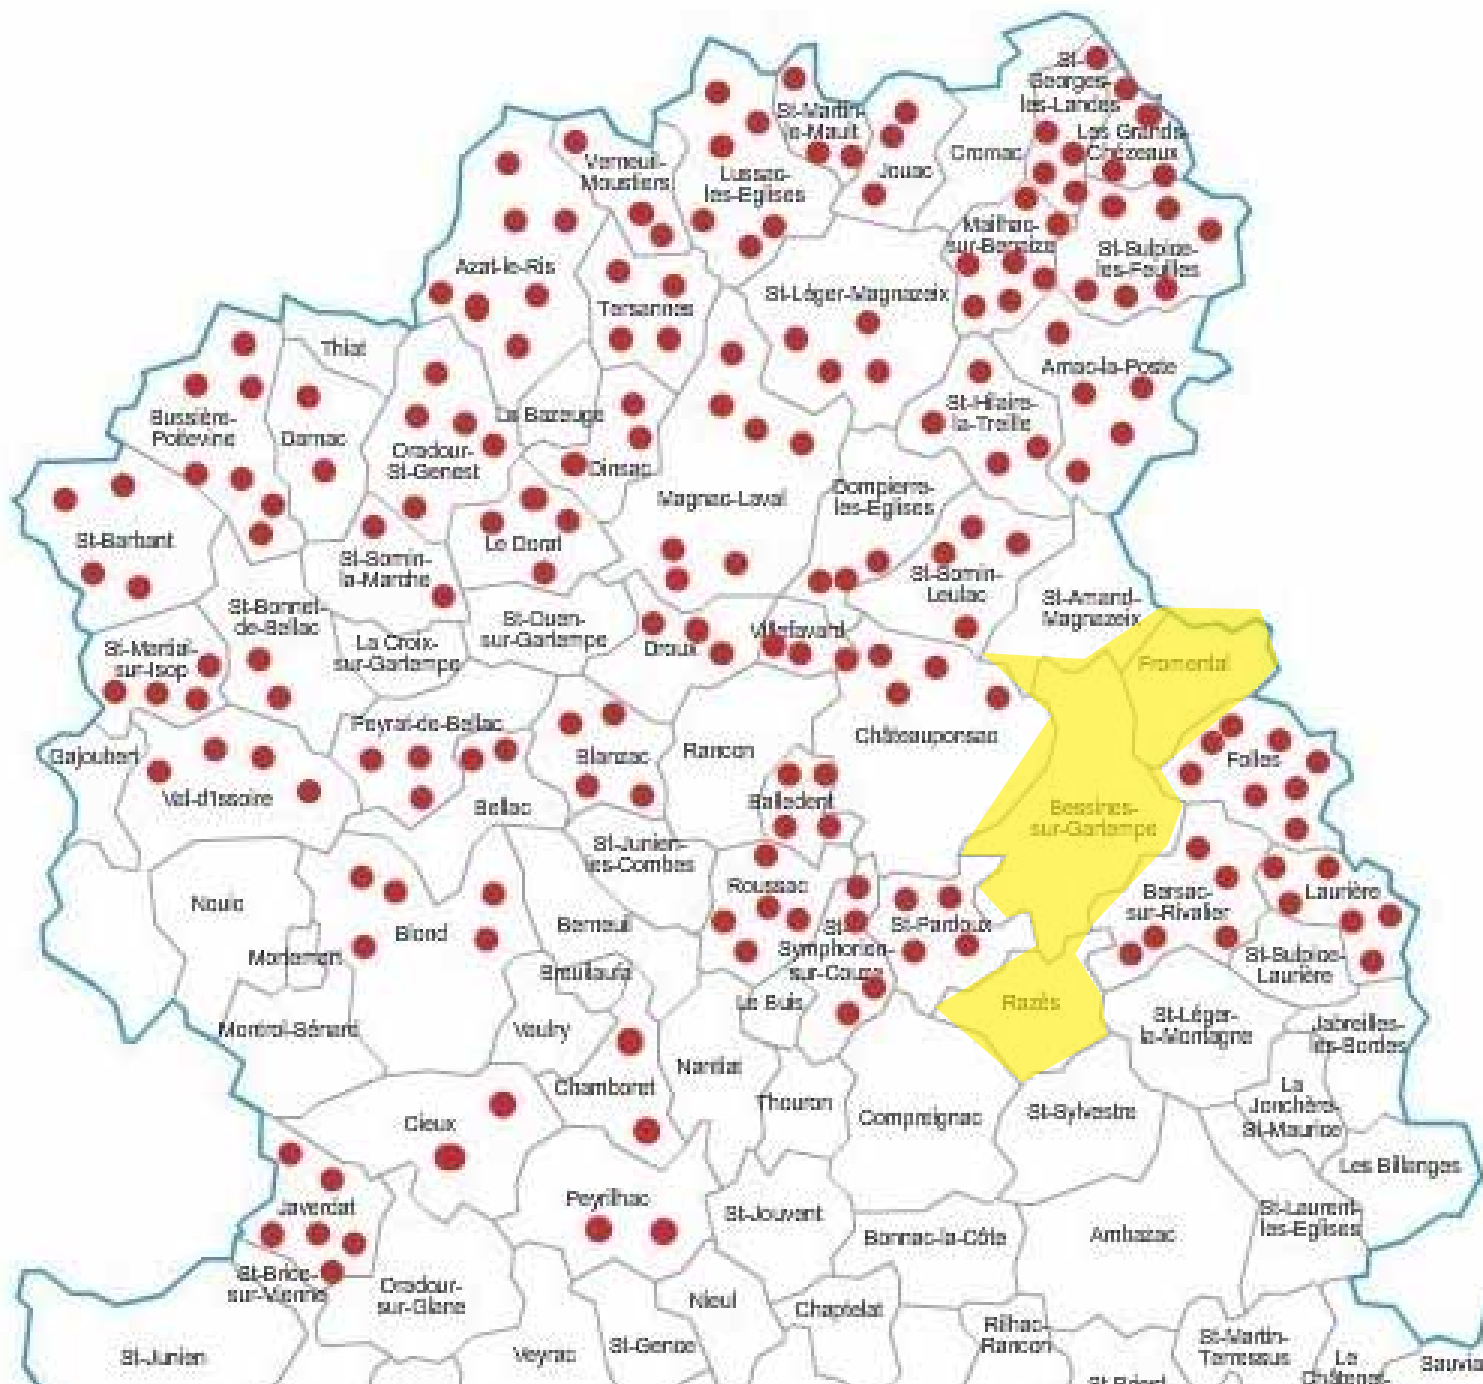 St-
Georges-
les-Landes
St-Martin-
le-Mault
Les Grands-
Chézeaux
Cromac
Verneuil-
Moustiers
Jouac
Lussac-
les-Eglises
Mailhac-
sur-Benaize
St-Sulpice-
les-Feuilles
Azat-le-Ris
St-Léger-Magnazeix
Tersannes
Thiat
Arnac-la-Poste
La Bazeuge
St-Hilaire-
la-Treille
Bussière-
Poitevine
Darnac
Oradour-
St-Genest
Dinsac
Magnac-Laval
Dompierre-
les-Eglises
St-Barbant
Le Dorat
St-Sornin-
la-Marche
St-Sornin-
Leulac
St-Amand-
Magnazeix
St-Bonnet-
de-Bellac
St-Ouen-
sur-Gartempe
La Croix-
sur-Gartempe
Droux
Villefavard
St-Martial-
sur-Isop
Fromental
Peyrat-de-Bellac
Châteauponsac
Rancon
Gajoubert
Blanzac
Folles
Val-d'Issoire
Bellac
Balledent
Bessines-
sur-Gartempe
St-Junien-
les-Combes
Roussac
Laurière
Nouic
Bersac-
sur-Rivalier
Blond
Berneuil
St-
Symphorien-
sur-Couze
St-Pardoux
Mortemart
St-Sulpice-
Laurière
Breuilaufa
Le Buis
Razès
Montrol-Sénard
Vaulry
St-Léger-
la-Montagne
Jabreilles-
les-Bordes
Nantiat
Chamboret
Thouron
Compreignac
St-Sylvestre
La
Jonchère-
St-Maurice
Cieux
Les Billanges
Javerdat
Peyrilhac
St-Jouvent
St-Laurent-
les-Eglises
Bonnac-la-Côte
Ambazac
St-Brice-
sur-Vienne
Oradour-
sur-Glane
Nieul
Chaptelat
Rilhac-
Rancon
St-Junien
Veyrac
St-Gence
St-Martin-
Terressus
Le
Châtenet-
Sauvia
St-Priest